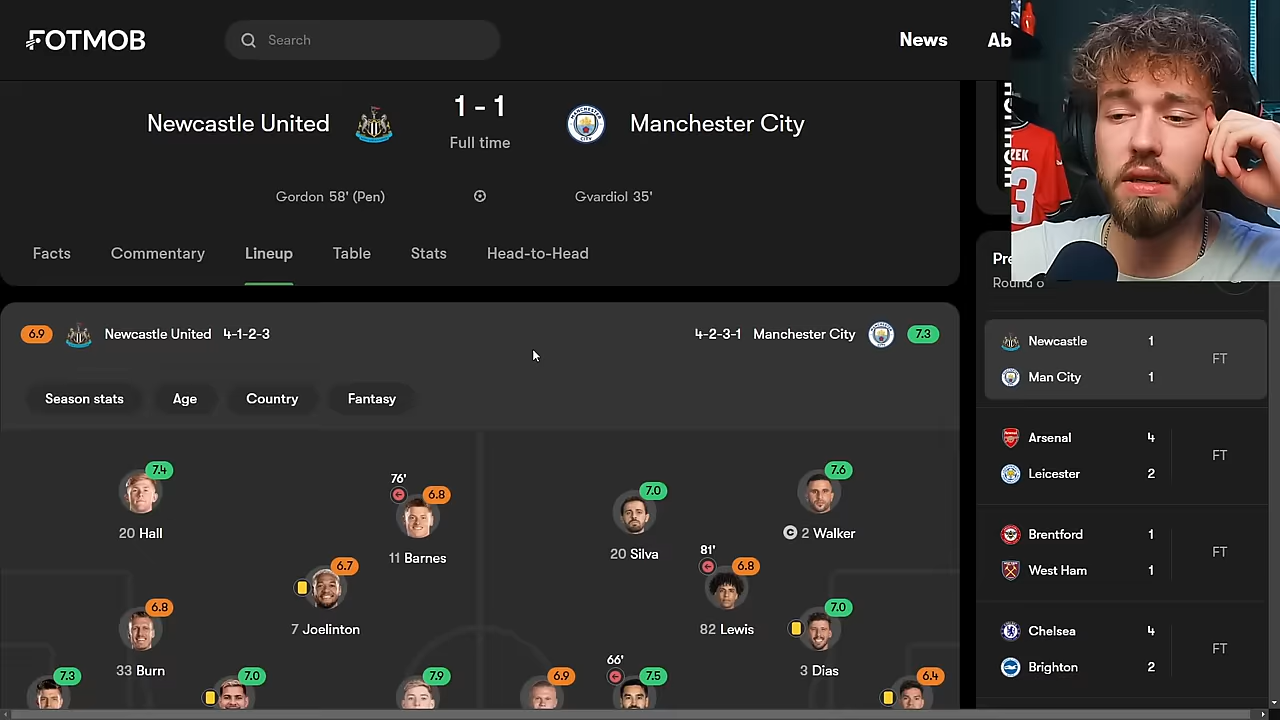 FOTMOB
Search
News
Ab
Newcastle United
1 - 1
Manchester City
Full time
Gordon 58' (Pen)
Gvardiol 35'
Facts
Commentary
Lineup
Table
Stats
Head-to-Head
6.9
Newcastle United 4-1-2-3
4-2-3-1 Manchester City
7.3
Season stats
Age
Country
Fantasy
7.4
20 Hall
76'
6.8
11 Barnes
7.0
20 Silva
7.6
C 2 Walker
6.7
7 Joelinton
81'
6.8
82 Lewis
6.8
33 Burn
7.0
3 Dias
7.3
7.0
7.9
6.9
66'
7.5
6.4
Pre
Newcastle 1
Man City 1
FT
Arsenal 4
Leicester 2
FT
Brentford 1
West Ham 1
FT
Chelsea 4
Brighton 2
FT